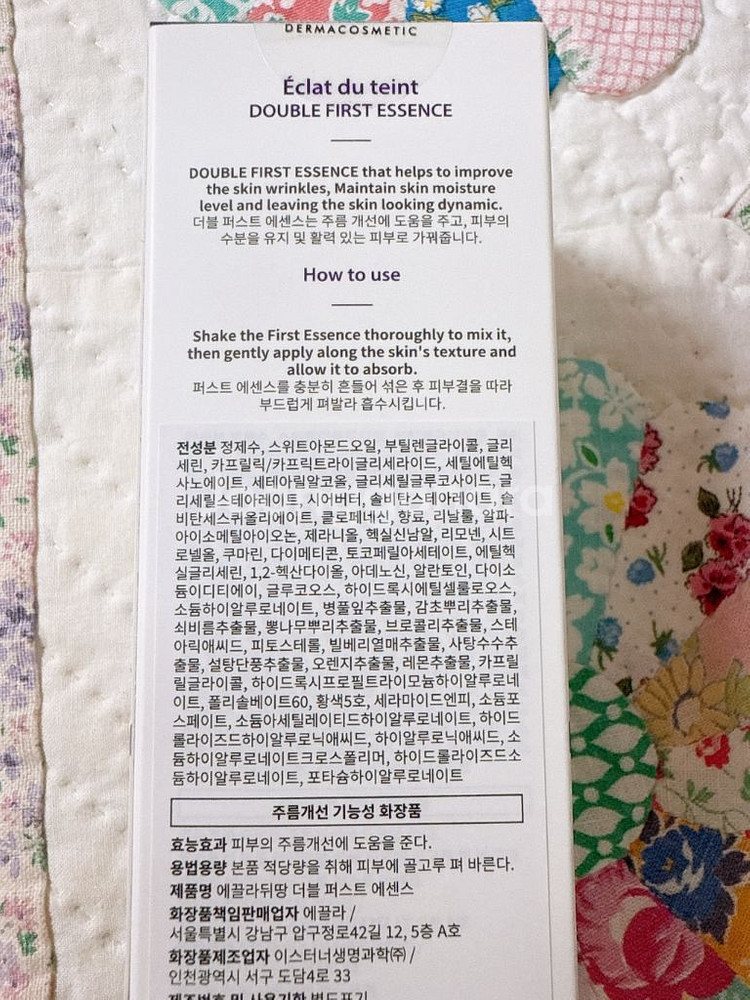 DERMACOSMETIC
Éclat du teint
DOUBLE FIRST ESSENCE
DOUBLE FIRST ESSENCE that helps to improve
the skin wrinkles, Maintain skin moisture
level and leaving the skin looking dynamic.
더블 퍼스트 에센스는 주름 개선에 도움을 주고, 피부의
수분을 유지 및 활력 있는 피부로 가꿔줍니다.
How to use
Shake the First Essence thoroughly to mix it,
then gently apply along the skin's texture and
allow it to absorb.
퍼스트 에센스를 충분히 흔들어 섞은 후 피부결을 따라
부드럽게 펴발라 흡수시킵니다.
전성분 정제수, 스위트아몬드오일, 부틸렌글라이콜, 글리
세린, 카프릴릭/카프릭트라이글리세라이드, 세틸에틸헥
사노에이트, 세테아릴알코올, 글리세릴글루코사이드, 글
리세릴스테아레이트, 시어버터, 솔비탄스테아레이트, 솔
비탄세스퀴올리에이트, 클로페네신, 향료, 리날룰, 알파-
아이소메틸아이오논, 제라니올, 헥실신남알, 리모넨, 시트
로넬올, 쿠마린, 다이메티콘, 토코페릴아세테이트, 에틸헥
실글리세린, 1,2-헥산다이올, 아데노신, 알란토인, 다이소
듐이디티에이, 글루코오스, 하이드록시에틸셀룰로오스,
소듐하이알루로네이트, 병풀잎추출물, 감초뿌리추출물,
쇠비름추출물, 뽕나무뿌리추출물, 브로콜리추출물, 스테
아릭애씨드, 피토스테롤, 빌베리열매추출물, 사탕수수추
출물, 설탕단풍추출물, 오렌지추출물, 레몬추출물, 카프릴
릴글라이콜, 하이드록시프로필트라이모늄하이알루로네
이트, 폴리솔베이트60, 황색5호, 세라마이드엔피, 소듐포
스페이트, 소듐아세틸레이티드하이알루로네이트, 하이드
롤라이즈드하이알루로닉애씨드, 하이알루로닉애씨드, 소
듐하이알루로네이트크로스폴리머, 하이드롤라이즈드소
듐하이알루로네이트, 포타슘하이알루로네이트
주름개선 기능성 화장품
효능효과 피부의 주름개선에 도움을 준다.
용법용량 본품 적당량을 취해 피부에 골고루 펴 바른다.
제품명 에끌라뒤땅 더블 퍼스트 에센스
화장품책임판매업자 에끌라 /
서울특별시 강남구 압구정로42길 12, 5층 A호
화장품제조업자 이스터너생명과학㈜ /
인천광역시 서구 도담4로 33
제조번호 및 사용기한 별도표기